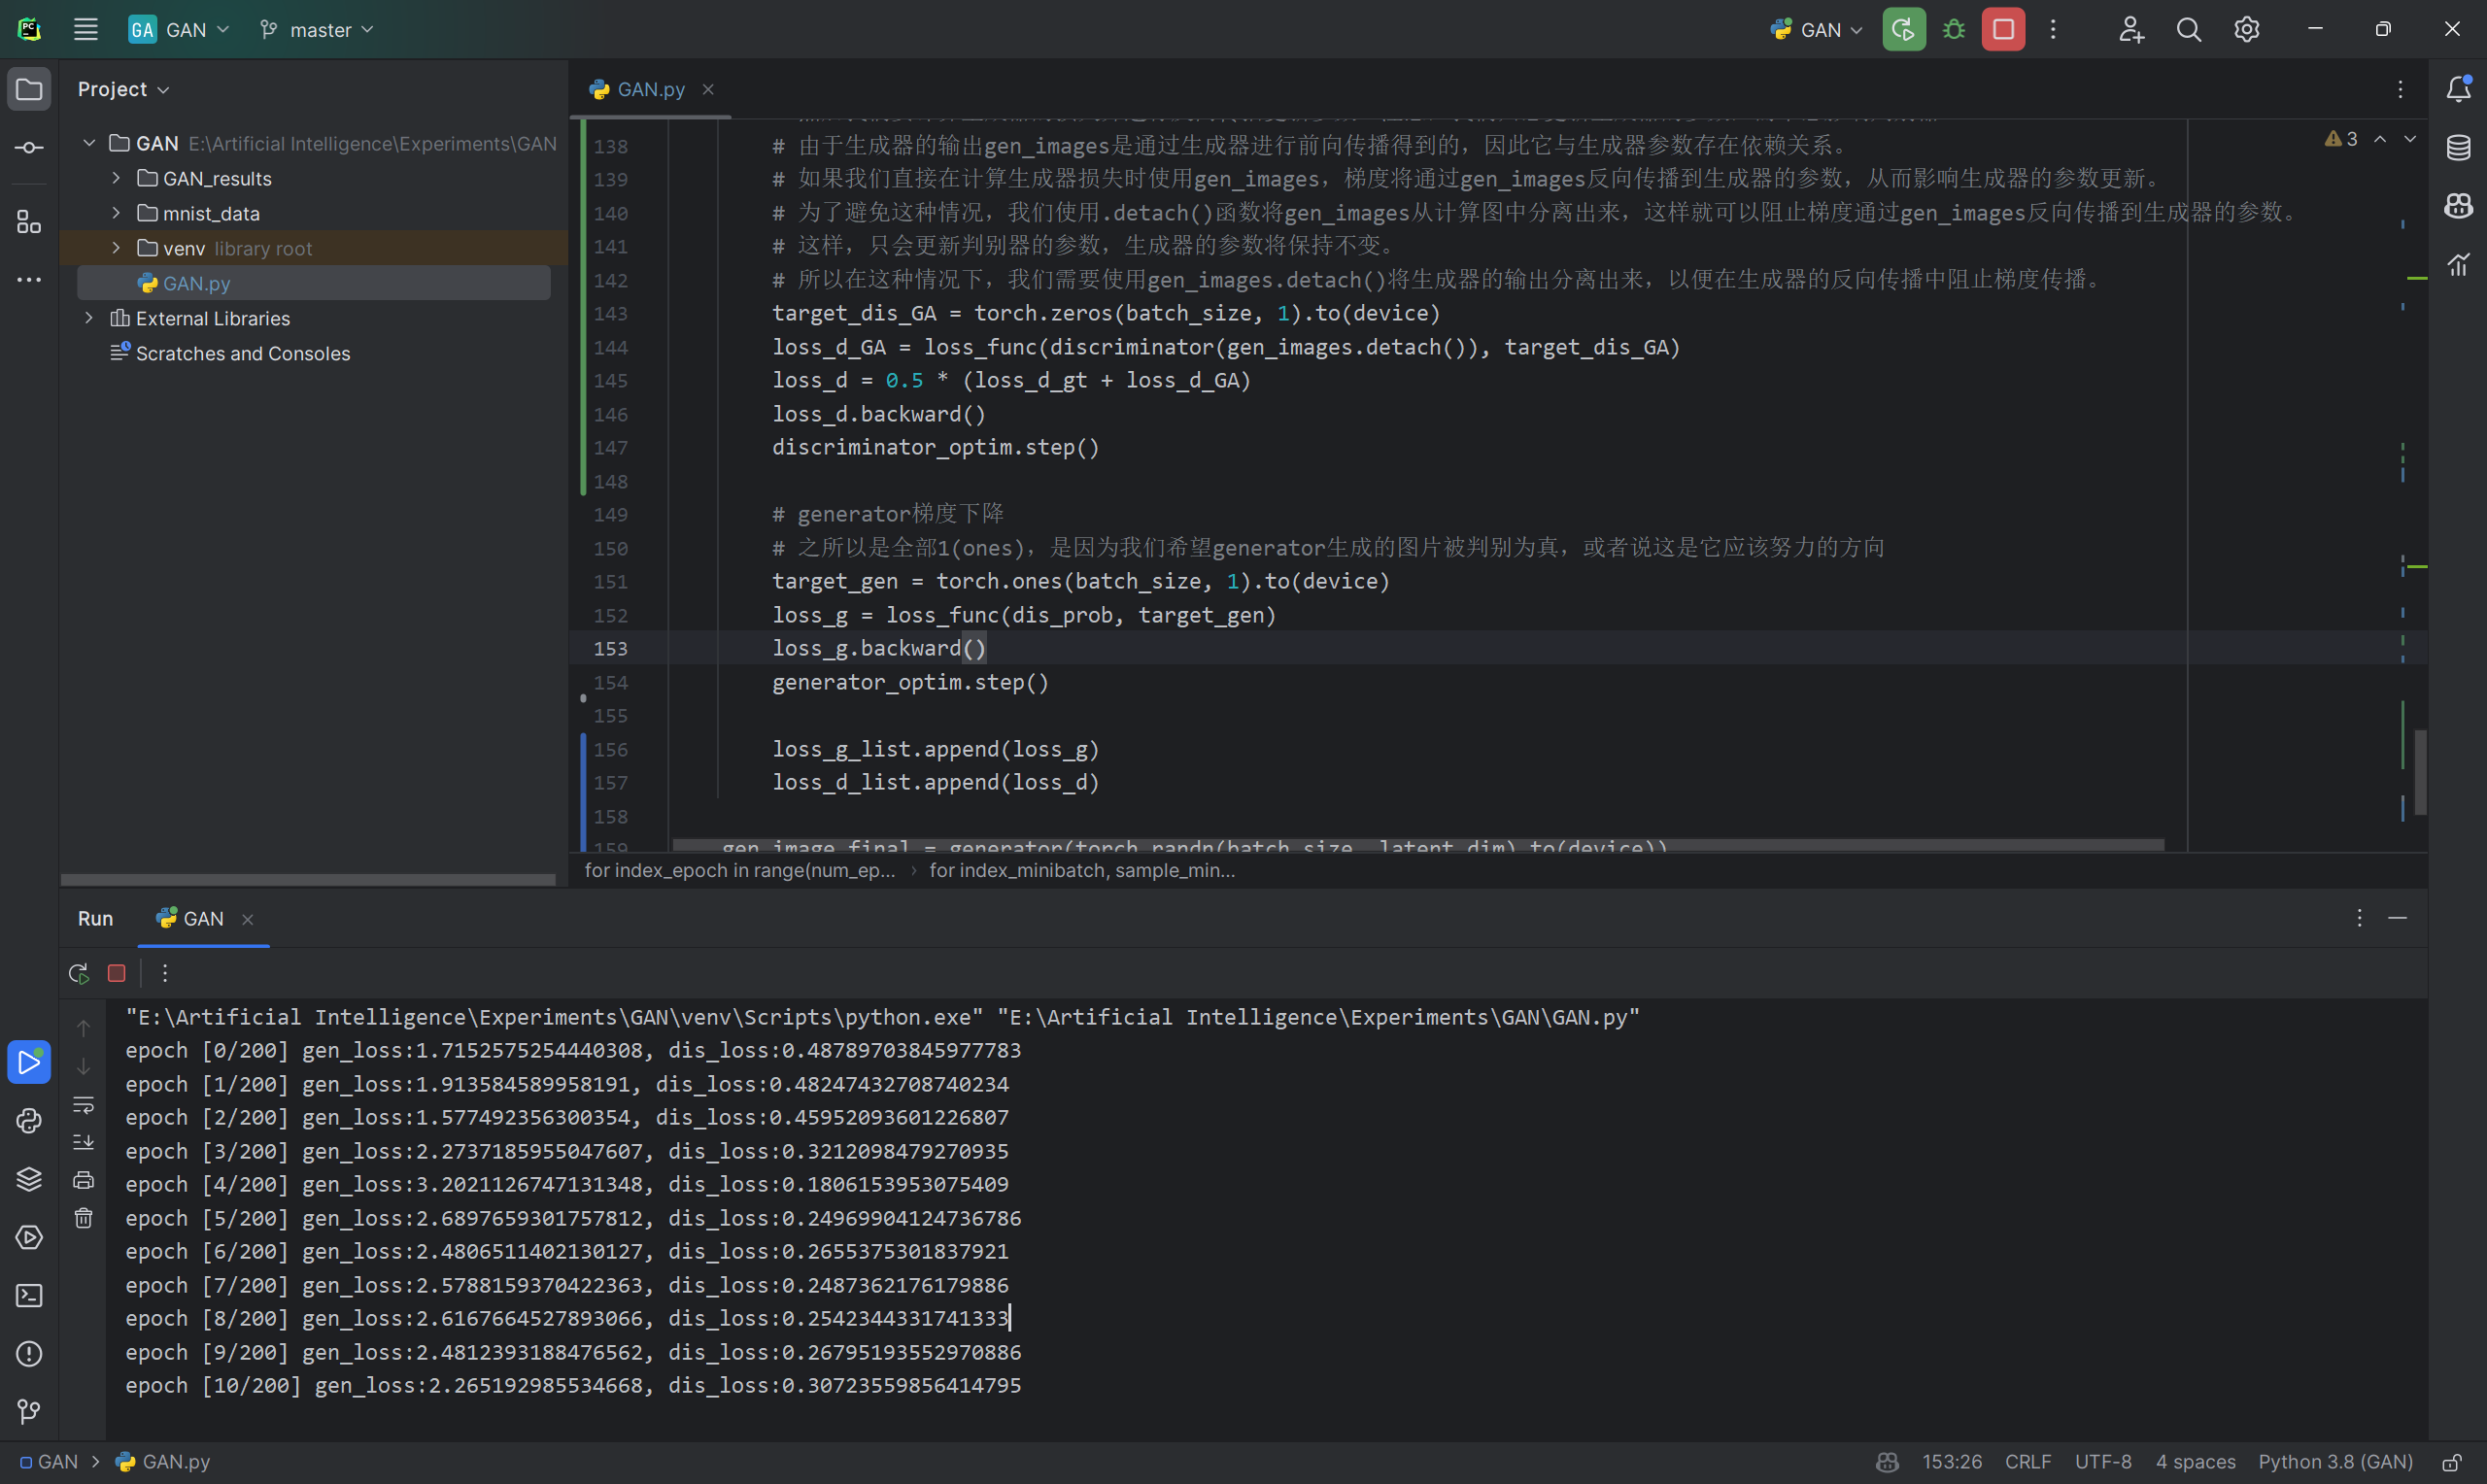 GA GAN master
GAN
Project
GAN.py
GAN E:\Artificial Intelligence\Experiments\GAN
GAN_results
mnist_data
venv library root
GAN.py
External Libraries
Scratches and Consoles
3
138 # 由于生成器的输出gen_images是通过生成器进行前向传播得到的，因此它与生成器参数存在依赖关系。
139 # 如果我们直接在计算生成器损失时使用gen_images，梯度将通过gen_images反向传播到生成器的参数，从而影响生成器的参数更新。
140 # 为了避免这种情况，我们使用.detach()函数将gen_images从计算图中分离出来，这样就可以阻止梯度通过gen_images反向传播到生成器的参数。
141 # 这样，只会更新判别器的参数，生成器的参数将保持不变。
142 # 所以在这种情况下，我们需要使用gen_images.detach()将生成器的输出分离出来，以便在生成器的反向传播中阻止梯度传播。
143 target_dis_GA = torch.zeros(batch_size, 1).to(device)
144 loss_d_GA = loss_func(discriminator(gen_images.detach()), target_dis_GA)
145 loss_d = 0.5 * (loss_d_gt + loss_d_GA)
146 loss_d.backward()
147 discriminator_optim.step()
148
149 # generator梯度下降
150 # 之所以是全部1(ones)，是因为我们希望generator生成的图片被判别为真，或者说这是它应该努力的方向
151 target_gen = torch.ones(batch_size, 1).to(device)
152 loss_g = loss_func(dis_prob, target_gen)
153 loss_g.backward()
154 generator_optim.step()
155
156 loss_g_list.append(loss_g)
157 loss_d_list.append(loss_d)
158
159 gen_image_final = generator(torch.randn(batch_size, latent_dim).to(device))
for index_epoch in range(num_ep... › for index_minibatch, sample_min...
Run GAN
"E:\Artificial Intelligence\Experiments\GAN\venv\Scripts\python.exe" "E:\Artificial Intelligence\Experiments\GAN\GAN.py"
epoch [0/200] gen_loss:1.7152575254440308, dis_loss:0.48789703845977783
epoch [1/200] gen_loss:1.913584589958191, dis_loss:0.48247432708740234
epoch [2/200] gen_loss:1.577492356300354, dis_loss:0.45952093601226807
epoch [3/200] gen_loss:2.2737185955047607, dis_loss:0.3212098479270935
epoch [4/200] gen_loss:3.2021126747131348, dis_loss:0.1806153953075409
epoch [5/200] gen_loss:2.6897659301757812, dis_loss:0.24969904124736786
epoch [6/200] gen_loss:2.4806511402130127, dis_loss:0.2655375301837921
epoch [7/200] gen_loss:2.5788159370422363, dis_loss:0.2487362176179886
epoch [8/200] gen_loss:2.6167664527893066, dis_loss:0.2542344331741333
epoch [9/200] gen_loss:2.4812393188476562, dis_loss:0.26795193552970886
epoch [10/200] gen_loss:2.265192985534668, dis_loss:0.30723559856414795
GAN > GAN.py
153:26 CRLF UTF-8 4 spaces Python 3.8 (GAN)